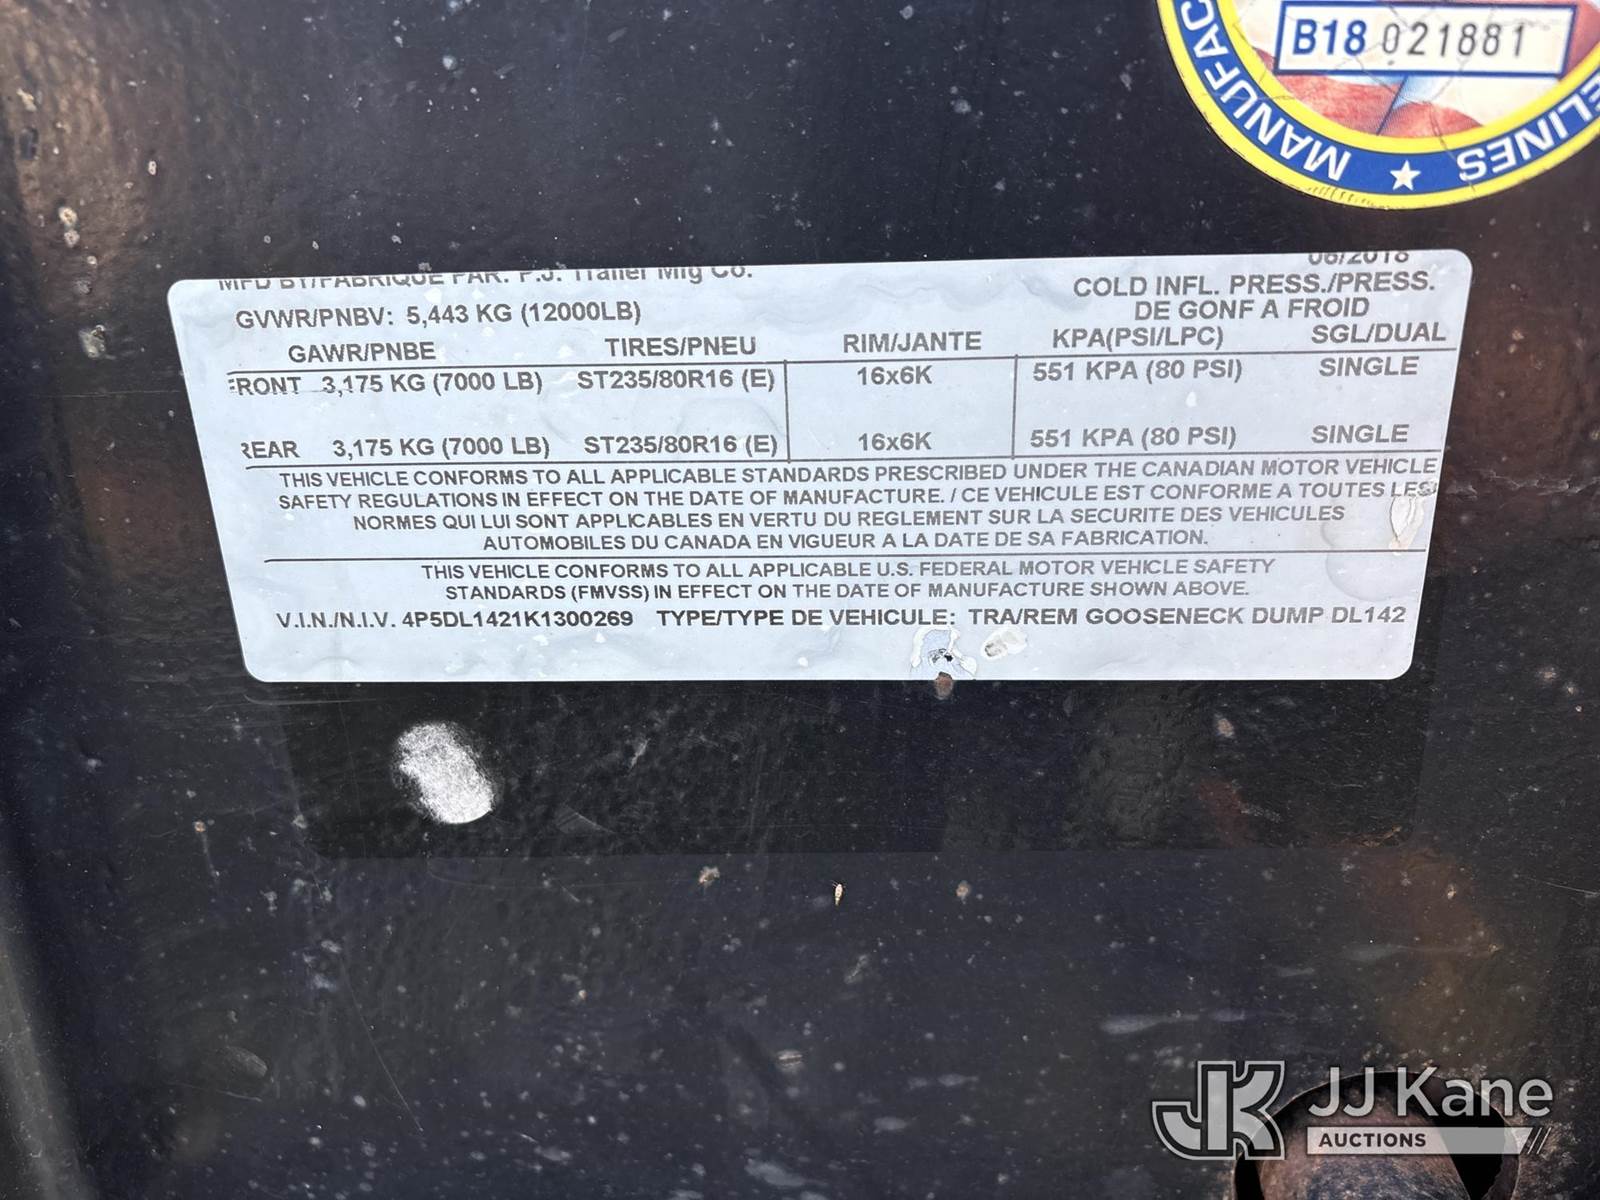 B18 021881
MANUFAC
ELINES
MFD BY/FABRIQUE PAR: P.J. Trailer Mfg Co.
06/2018
COLD INFL. PRESS./PRESS.
DE GONF A FROID
GVWR/PNBV: 5,443 KG (12000LB)
GAWR/PNBE TIRES/PNEU RIM/JANTE KPA(PSI/LPC) SGL/DUAL
FRONT 3,175 KG (7000 LB) ST235/80R16 (E) 16x6K 551 KPA (80 PSI) SINGLE
REAR 3,175 KG (7000 LB) ST235/80R16 (E) 16x6K 551 KPA (80 PSI) SINGLE
THIS VEHICLE CONFORMS TO ALL APPLICABLE STANDARDS PRESCRIBED UNDER THE CANADIAN MOTOR VEHICLE
SAFETY REGULATIONS IN EFFECT ON THE DATE OF MANUFACTURE. / CE VEHICULE EST CONFORME A TOUTES LES
NORMES QUI LUI SONT APPLICABLES EN VERTU DU REGLEMENT SUR LA SECURITE DES VEHICULES
AUTOMOBILES DU CANADA EN VIGUEUR A LA DATE DE SA FABRICATION.
THIS VEHICLE CONFORMS TO ALL APPLICABLE U.S. FEDERAL MOTOR VEHICLE SAFETY
STANDARDS (FMVSS) IN EFFECT ON THE DATE OF MANUFACTURE SHOWN ABOVE.
V.I.N./N.I.V. 4P5DL1421K1300269 TYPE/TYPE DE VEHICULE: TRA/REM GOOSENECK DUMP DL142
JK JJ Kane
AUCTIONS